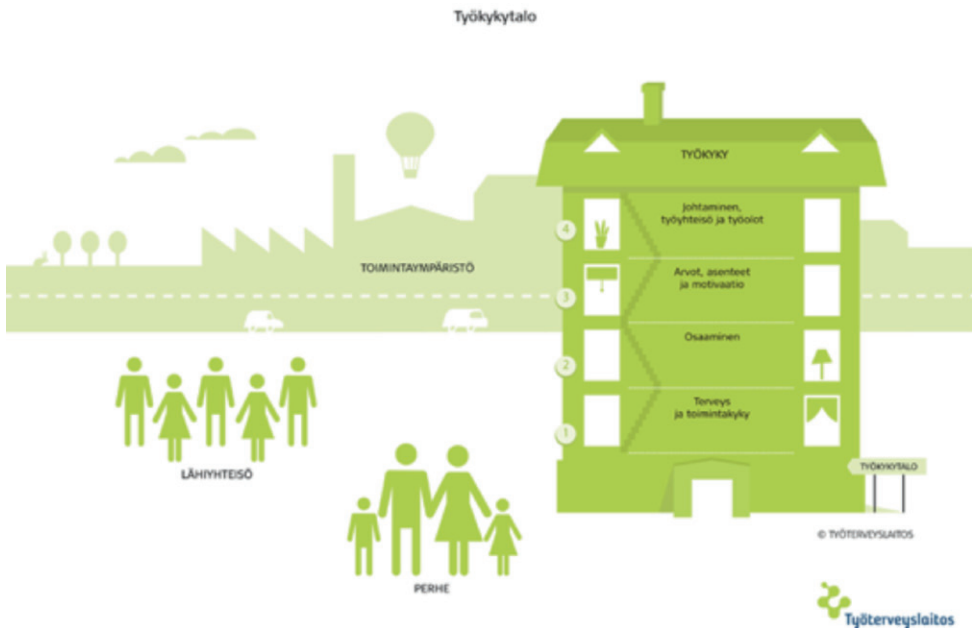 Työkykytalo
TYÖKYKY
4
Johtaminen,
työyhteisö ja työolot
TOIMINTAYMPÄRISTÖ
3
Arvot, asenteet
ja motivaatio
2
Osaaminen
1
Terveys
ja toimintakyky
LÄHIYHTEISÖ
PERHE
TYÖKYKYTALO
© TYÖTERVEYSLAITOS
Työterveyslaitos